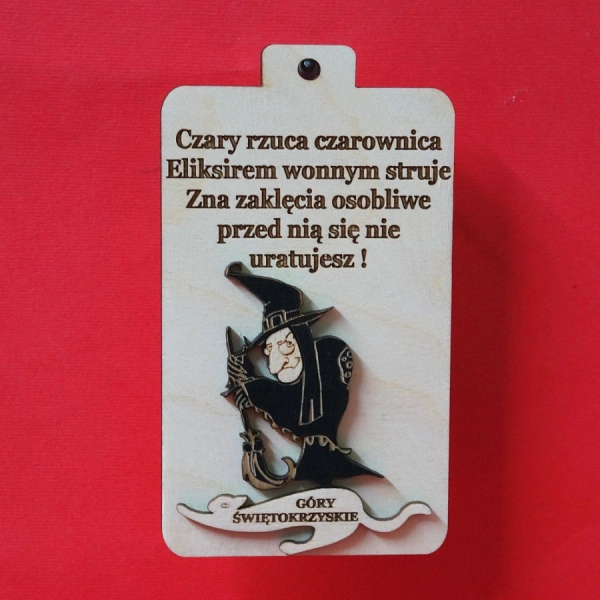 Czary rzuca czarownica
Eliksirem wonnym struje
Zna zaklęcia osobliwe
przed nią się nie
uratujesz !
GÓRY
ŚWIĘTOKRZYSKIE